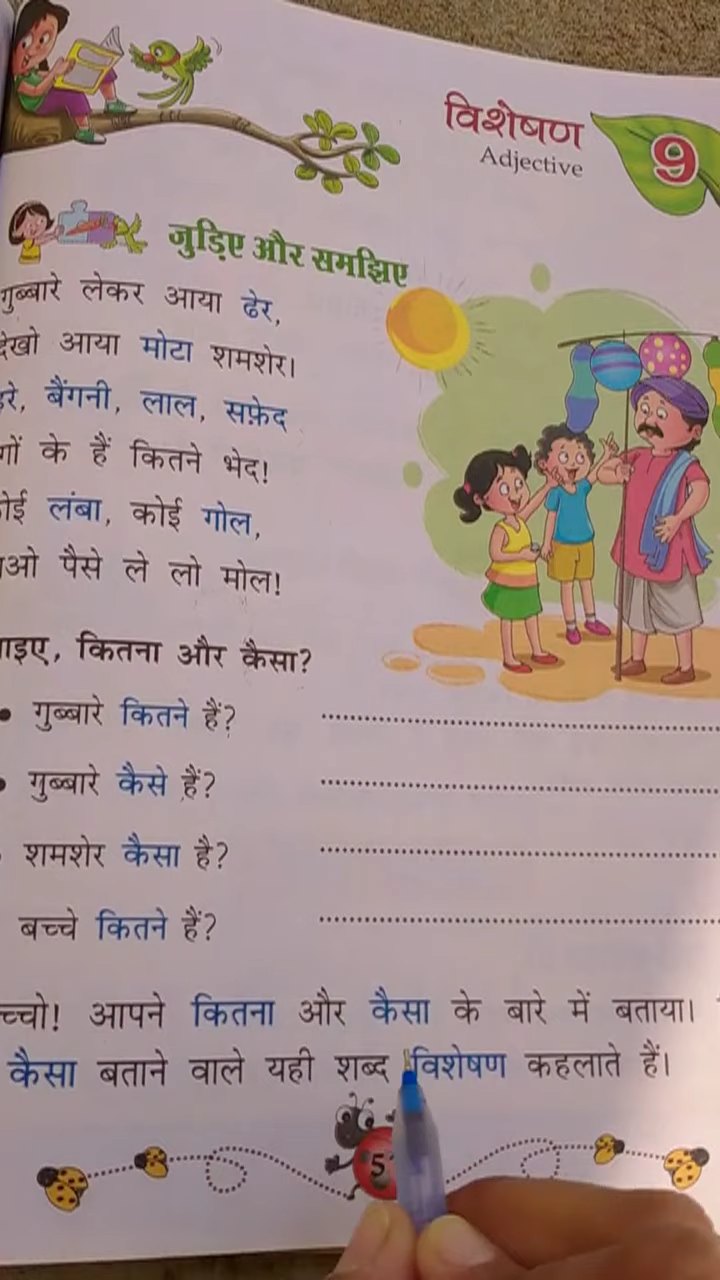 विशेषण
Adjective
9
जुड़िए और समझिए
गुब्बारे लेकर आया ढेर,
देखो आया मोटा शमशेर।
बैंगनी, लाल, सफ़ेद
के हैं कितने भेद!
लंबा, कोई गोल,
पैसे ले लो मोल!
कितना और कैसा?
• गुब्बारे कितने हैं?
• गुब्बारे कैसे हैं?
शमशेर कैसा है?
बच्चे कितने हैं?
आपने कितना और कैसा के बारे में बताया।
कैसा बताने वाले यही शब्द विशेषण कहलाते हैं।